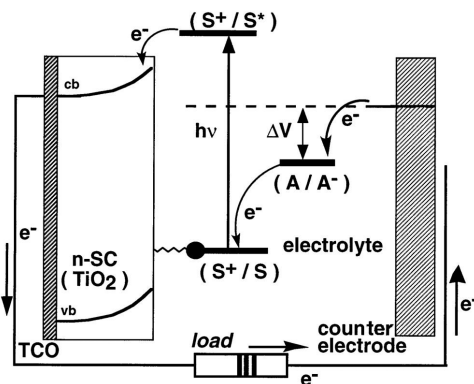 (S⁺/S*)
e⁻
cb
hν
ΔV
e⁻
(A/A⁻)
e⁻
e⁻
n-SC
(TiO₂)
electrolyte
(S⁺/S)
e⁻
vb
TCO
load
counter
electrode
e⁻